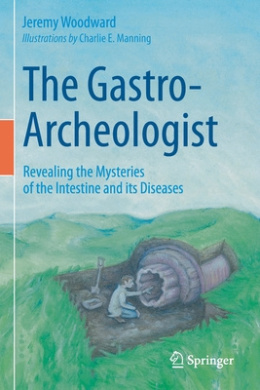 Jeremy Woodward
Illustrations by Charlie E. Manning
The Gastro-
Archeologist
Revealing the Mysteries
of the Intestine and its Diseases
Springer